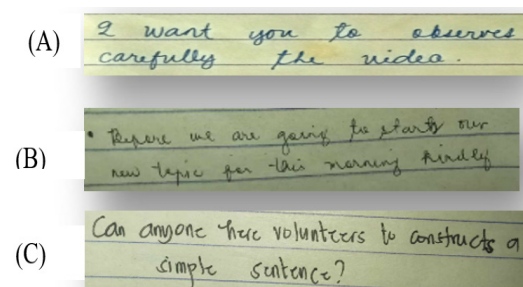 (A)
I want you to observes
carefully the video.
(B)
• Before we are going to starts our
new topic for this morning kindly
(C)
Can anyone here volunteers to constructs a
simple sentence?